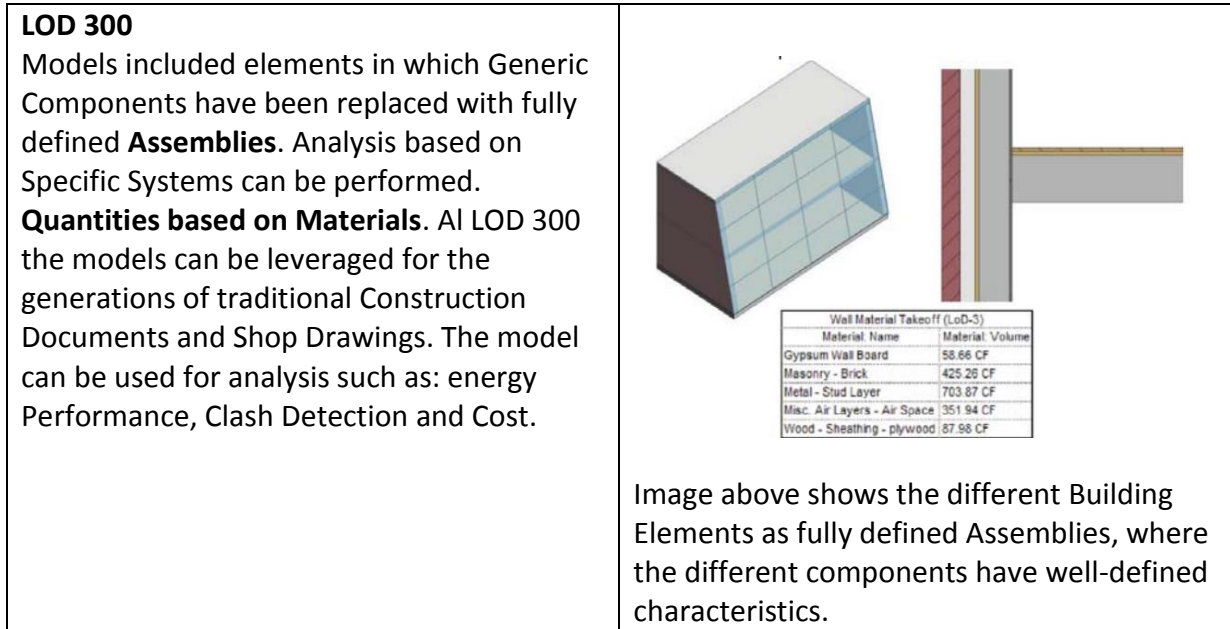 LOD 300
Models included elements in which Generic
Components have been replaced with fully
defined Assemblies. Analysis based on
Specific Systems can be performed.
Quantities based on Materials. Al LOD 300
the models can be leveraged for the
generations of traditional Construction
Documents and Shop Drawings. The model
can be used for analysis such as: energy
Performance, Clash Detection and Cost.
Wall Material Takeoff (LoD-3)
Material: Name Material: Volume
Gypsum Wall Board 58.66 CF
Masonry - Brick 425.26 CF
Metal - Stud Layer 703.87 CF
Misc. Air Layers - Air Space 351.94 CF
Wood - Sheathing - plywood 87.98 CF
Image above shows the different Building
Elements as fully defined Assemblies, where
the different components have well-defined
characteristics.